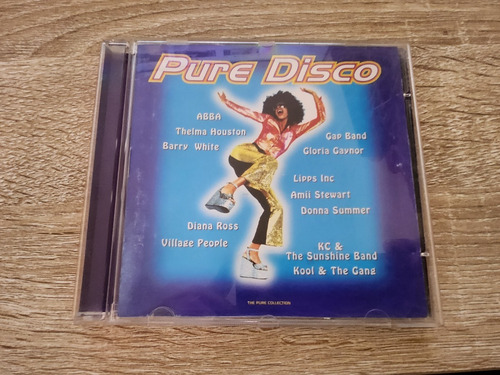 Pure Disco
ABBA
Thelma Houston
Barry White
Gap Band
Gloria Gaynor
Lipps Inc
Amii Stewart
Donna Summer
Diana Ross
Village People
KC &
The Sunshine Band
Kool & The Gang
THE PURE COLLECTION